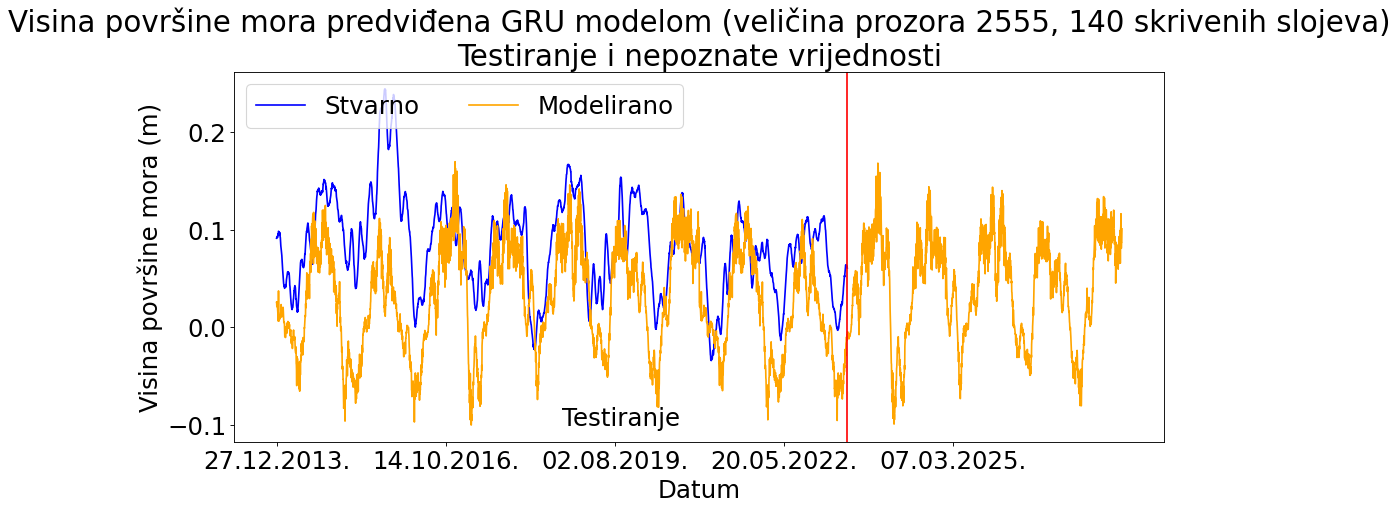 Visina površine mora predviđena GRU modelom (veličina prozora 2555, 140 skrivenih slojeva)
Testiranje i nepoznate vrijednosti
Stvarno
Modelirano
Visina površine mora (m)
0.2
0.1
0.0
−0.1
Testiranje
27.12.2013.
14.10.2016.
02.08.2019.
20.05.2022.
07.03.2025.
Datum